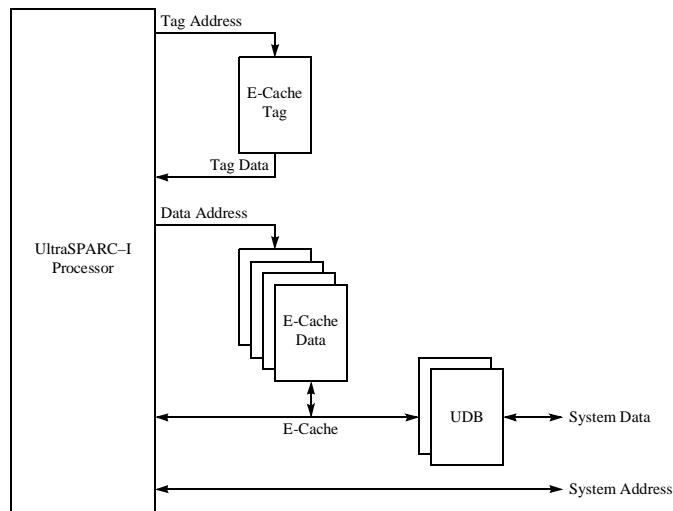 Tag Address
E-Cache
Tag
Tag Data
Data Address
UltraSPARC–I
Processor
E-Cache
Data
UDB
System Data
E-Cache
System Address